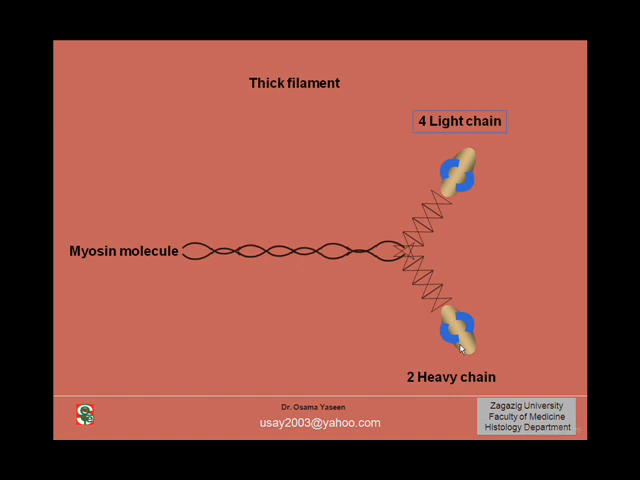 Thick filament
4 Light chain
Myosin molecule
2 Heavy chain
Dr. Osama Yaseen
usay2003@yahoo.com
Zagazig University
Faculty of Medicine
Histology Department